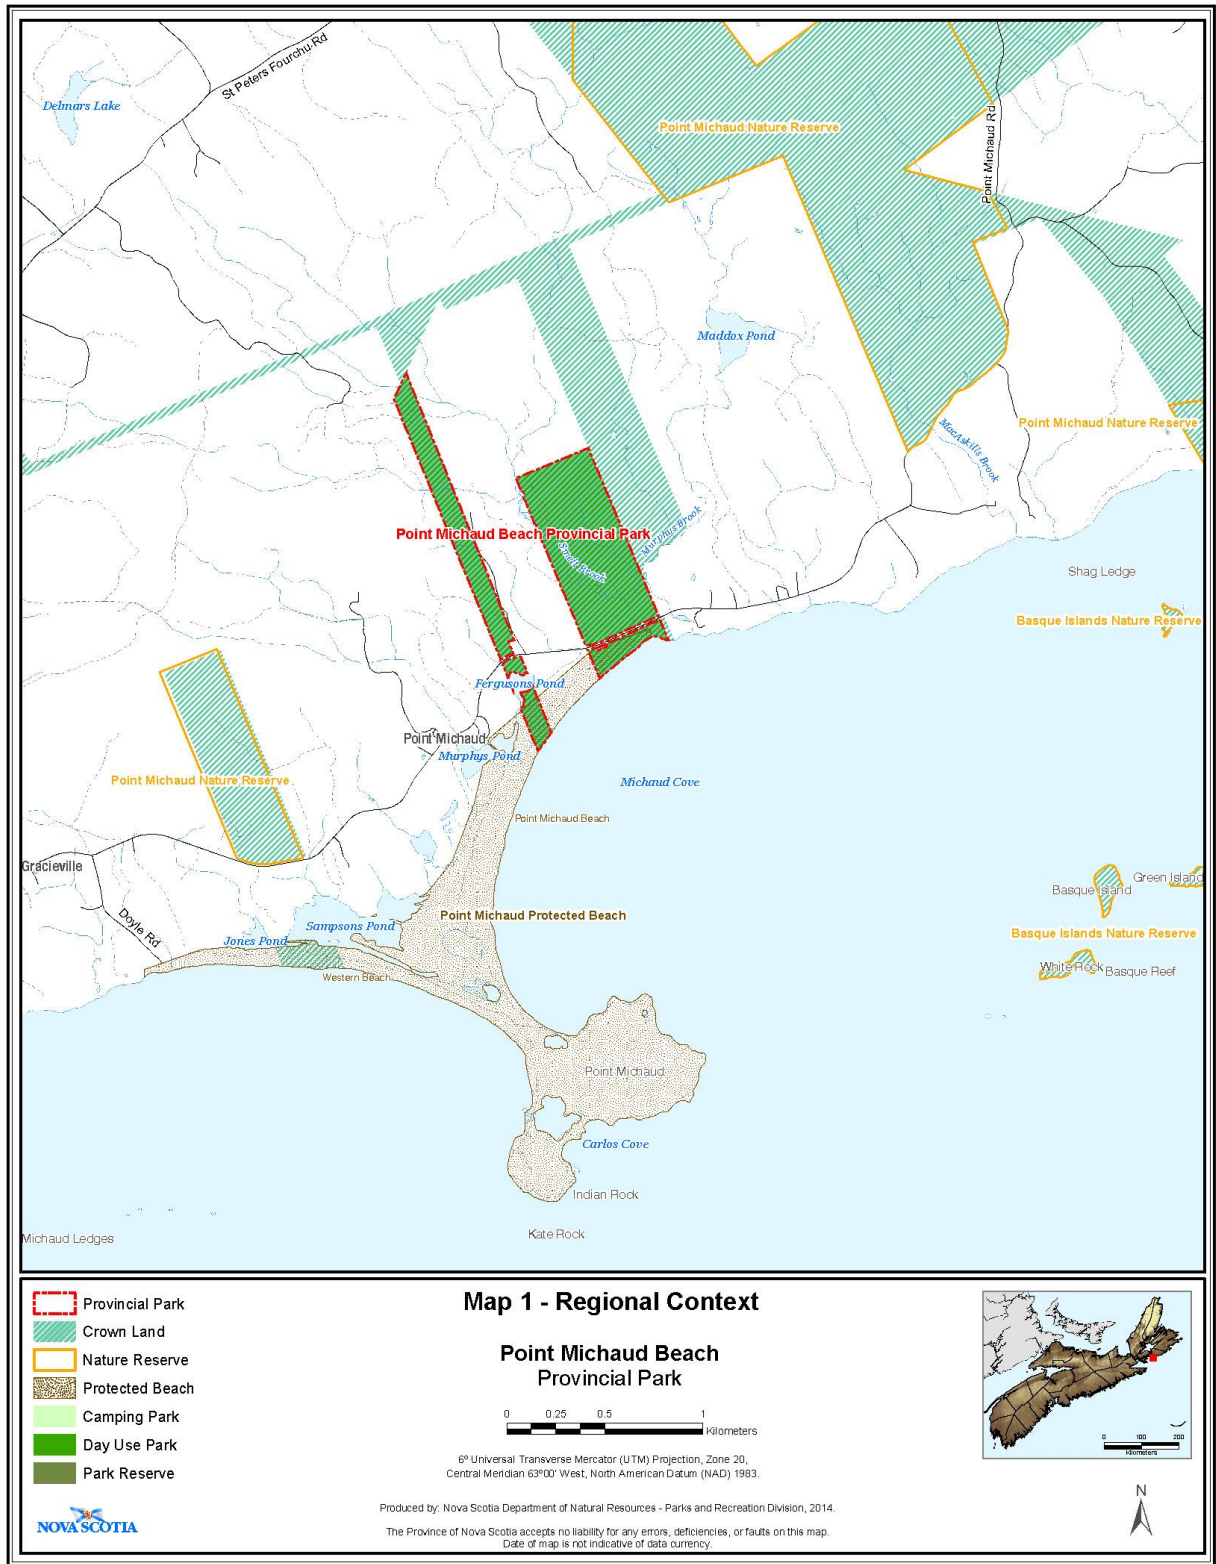 St Peters Fourchu Rd
Delmars Lake
Point Michaud Nature Reserve
Point Michaud Rd
Maddox Pond
Point Michaud Nature Reserve
MacAskills Brook
Point Michaud Beach Provincial Park
Murphys Brook
Small Brook
Shag Ledge
Basque Islands Nature Reserve
Fergusons Pond
Point Michaud
Murphys Pond
Point Michaud Nature Reserve
Michaud Cove
Point Michaud Beach
Gracieville
Green Island
Basque Island
Doyle Rd
Point Michaud Protected Beach
Sampsons Pond
Jones Pond
Basque Islands Nature Reserve
Western Beach
White Rock
Basque Reef
Point Michaud
Carlos Cove
Indian Rock
Kate Rock
Michaud Ledges
Provincial Park
Crown Land
Nature Reserve
Protected Beach
Camping Park
Day Use Park
Park Reserve
NOVA SCOTIA
Map 1 - Regional Context
Point Michaud Beach
Provincial Park
0 0.25 0.5 1
Kilometers
6º Universal Transverse Mercator (UTM) Projection, Zone 20,
Central Meridian 63º00' West, North American Datum (NAD) 1983.
Produced by: Nova Scotia Department of Natural Resources - Parks and Recreation Division, 2014.
The Province of Nova Scotia accepts no liability for any errors, deficiencies, or faults on this map.
Date of map is not indicative of data currency.
0 100 200
Kilometers
N